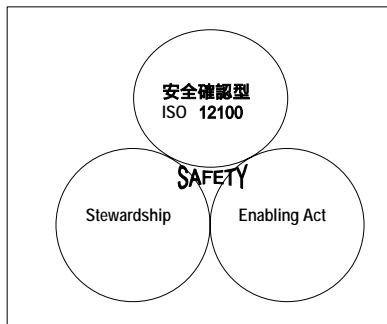 安全確認型
ISO 12100
SAFETY
Stewardship
Enabling Act